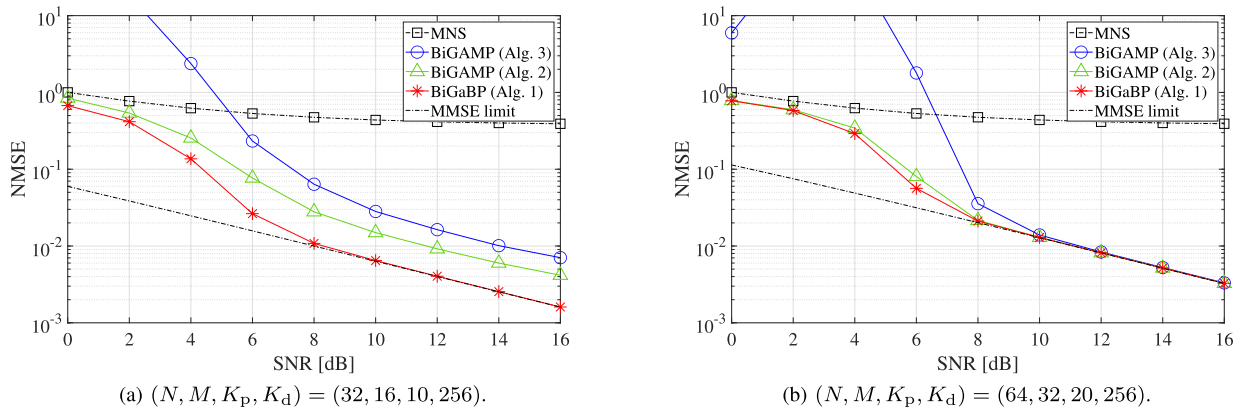 10^1
10^0
10^-1
10^-2
10^-3
NMSE
0 2 4 6 8 10 12 14 16
SNR [dB]
MNS
BiGAMP (Alg. 3)
BiGAMP (Alg. 2)
BiGaBP (Alg. 1)
MMSE limit
(a) (N, M, K_p, K_d) = (32, 16, 10, 256).
10^1
10^0
10^-1
10^-2
10^-3
NMSE
0 2 4 6 8 10 12 14 16
SNR [dB]
MNS
BiGAMP (Alg. 3)
BiGAMP (Alg. 2)
BiGaBP (Alg. 1)
MMSE limit
(b) (N, M, K_p, K_d) = (64, 32, 20, 256).